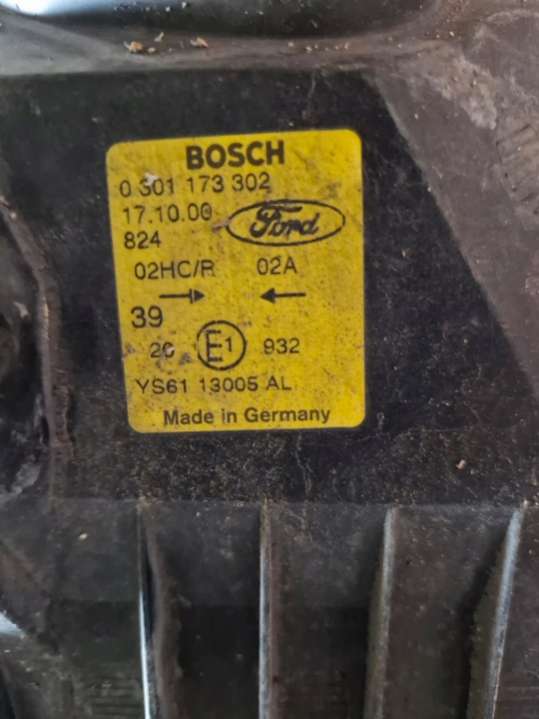 BOSCH
0 301 173 302
17.10.00
Ford
824
02HC/R 02A
39
20 E1 932
YS61 13005 AL
Made in Germany